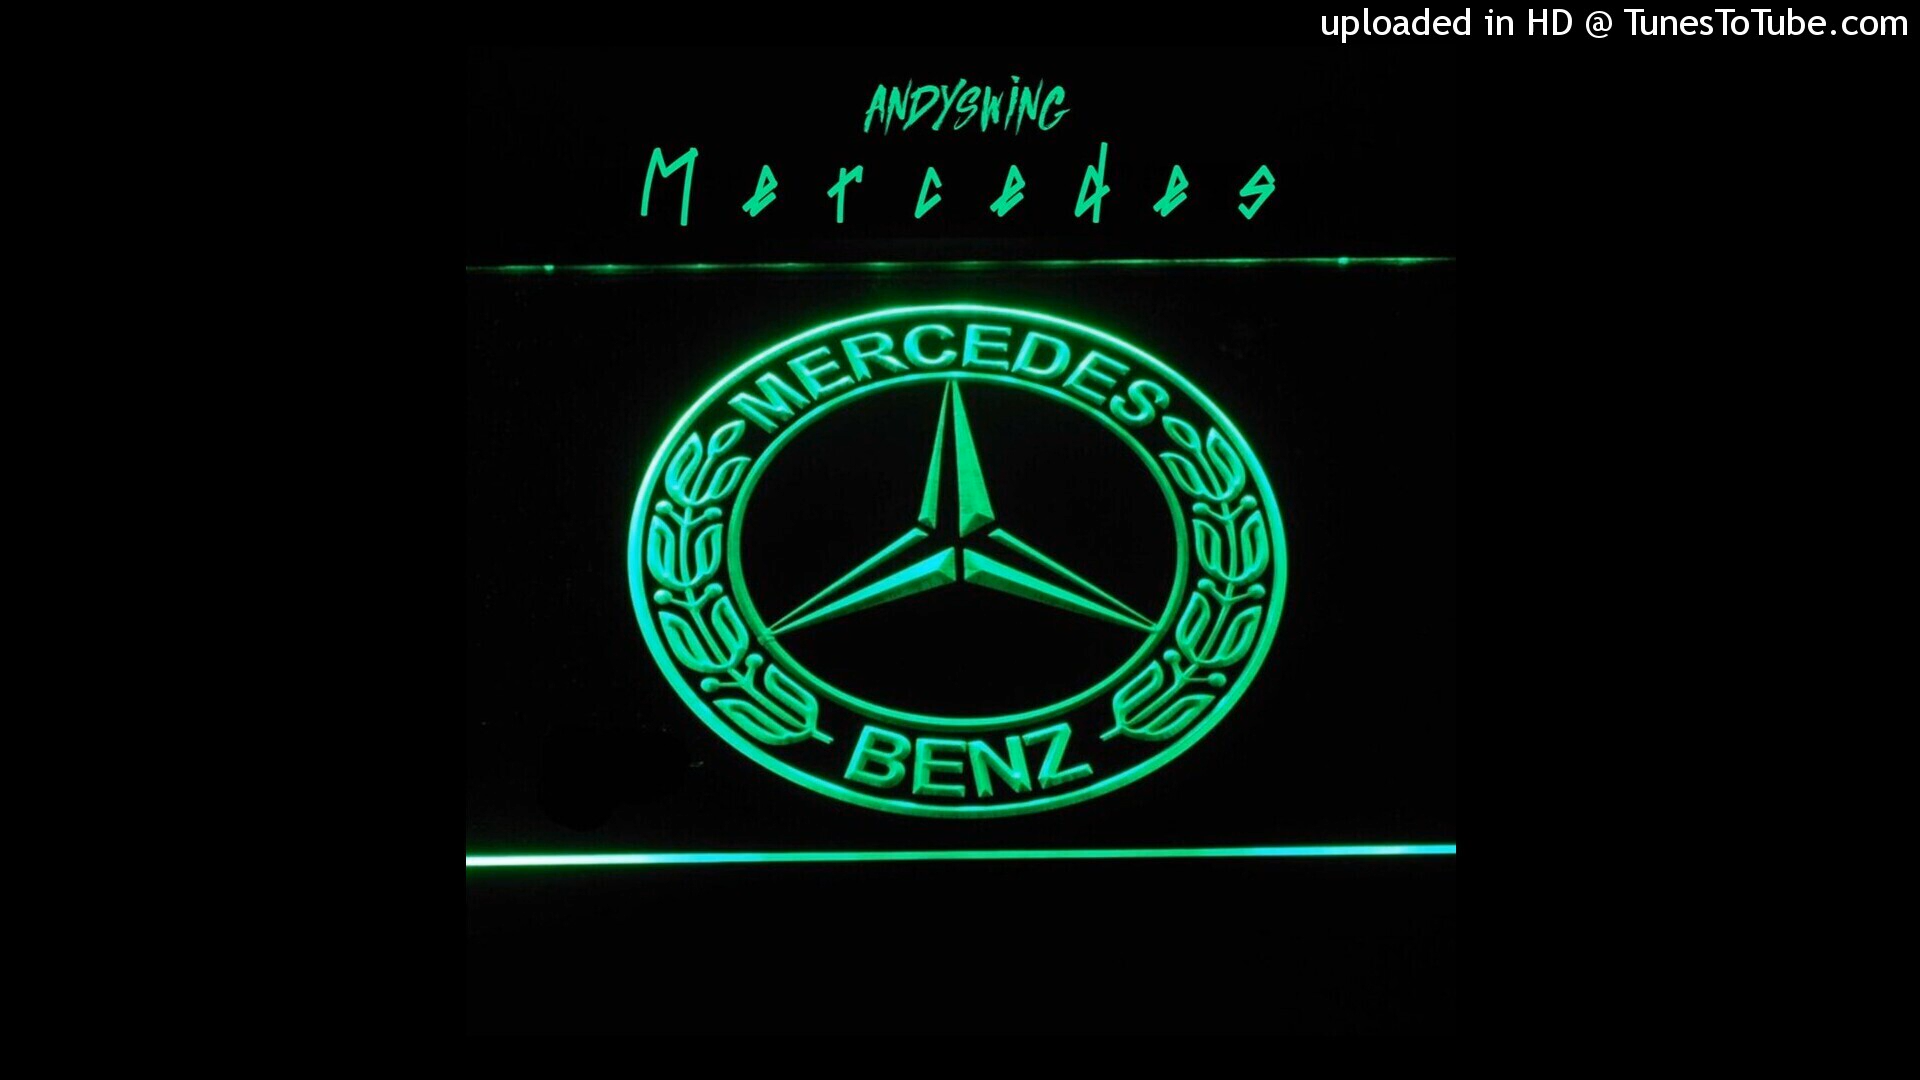 uploaded in HD @ TunesToTube.com
ANDYSWiNG
Mercedes
MERCEDES
BENZ